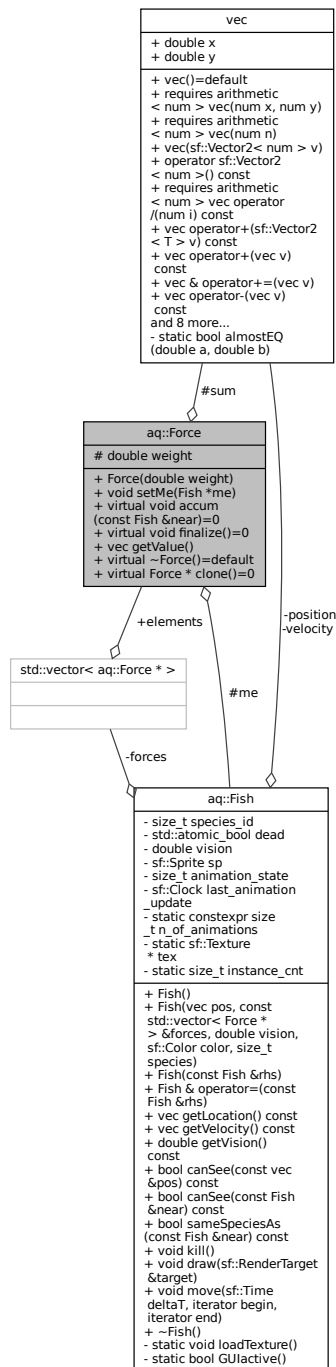 vec
+ double x
+ double y
+ vec()=default
+ requires arithmetic
< num > vec(num x, num y)
+ requires arithmetic
< num > vec(num n)
+ vec(sf::Vector2< num > v)
+ operator sf::Vector2
< num >() const
+ requires arithmetic
< num > vec operator
/(num i) const
+ vec operator+(sf::Vector2
< T > v) const
+ vec operator+(vec v)
const
+ vec & operator+=(vec v)
+ vec operator-(vec v)
const
and 8 more...
- static bool almostEQ
(double a, double b)
#sum
aq::Force
# double weight
+ Force(double weight)
+ void setMe(Fish *me)
+ virtual void accum
(const Fish &near)=0
+ virtual void finalize()=0
+ vec getValue()
+ virtual ~Force()=default
+ virtual Force * clone()=0
-position
-velocity
+elements
std::vector< aq::Force * >
#me
-forces
aq::Fish
- size_t species_id
- std::atomic_bool dead
- double vision
- sf::Sprite sp
- size_t animation_state
- sf::Clock last_animation
_update
- static constexpr size
_t n_of_animations
- static sf::Texture
* tex
- static size_t instance_cnt
+ Fish()
+ Fish(vec pos, const
std::vector< Force *
> &forces, double vision,
sf::Color color, size_t
species)
+ Fish(const Fish &rhs)
+ Fish & operator=(const
Fish &rhs)
+ vec getLocation() const
+ vec getVelocity() const
+ double getVision()
const
+ bool canSee(const vec
&pos) const
+ bool canSee(const Fish
&near) const
+ bool sameSpeciesAs
(const Fish &near) const
+ void kill()
+ void draw(sf::RenderTarget
&target)
+ void move(sf::Time
deltaT, iterator begin,
iterator end)
+ ~Fish()
- static void loadTexture()
- static bool GUIactive()